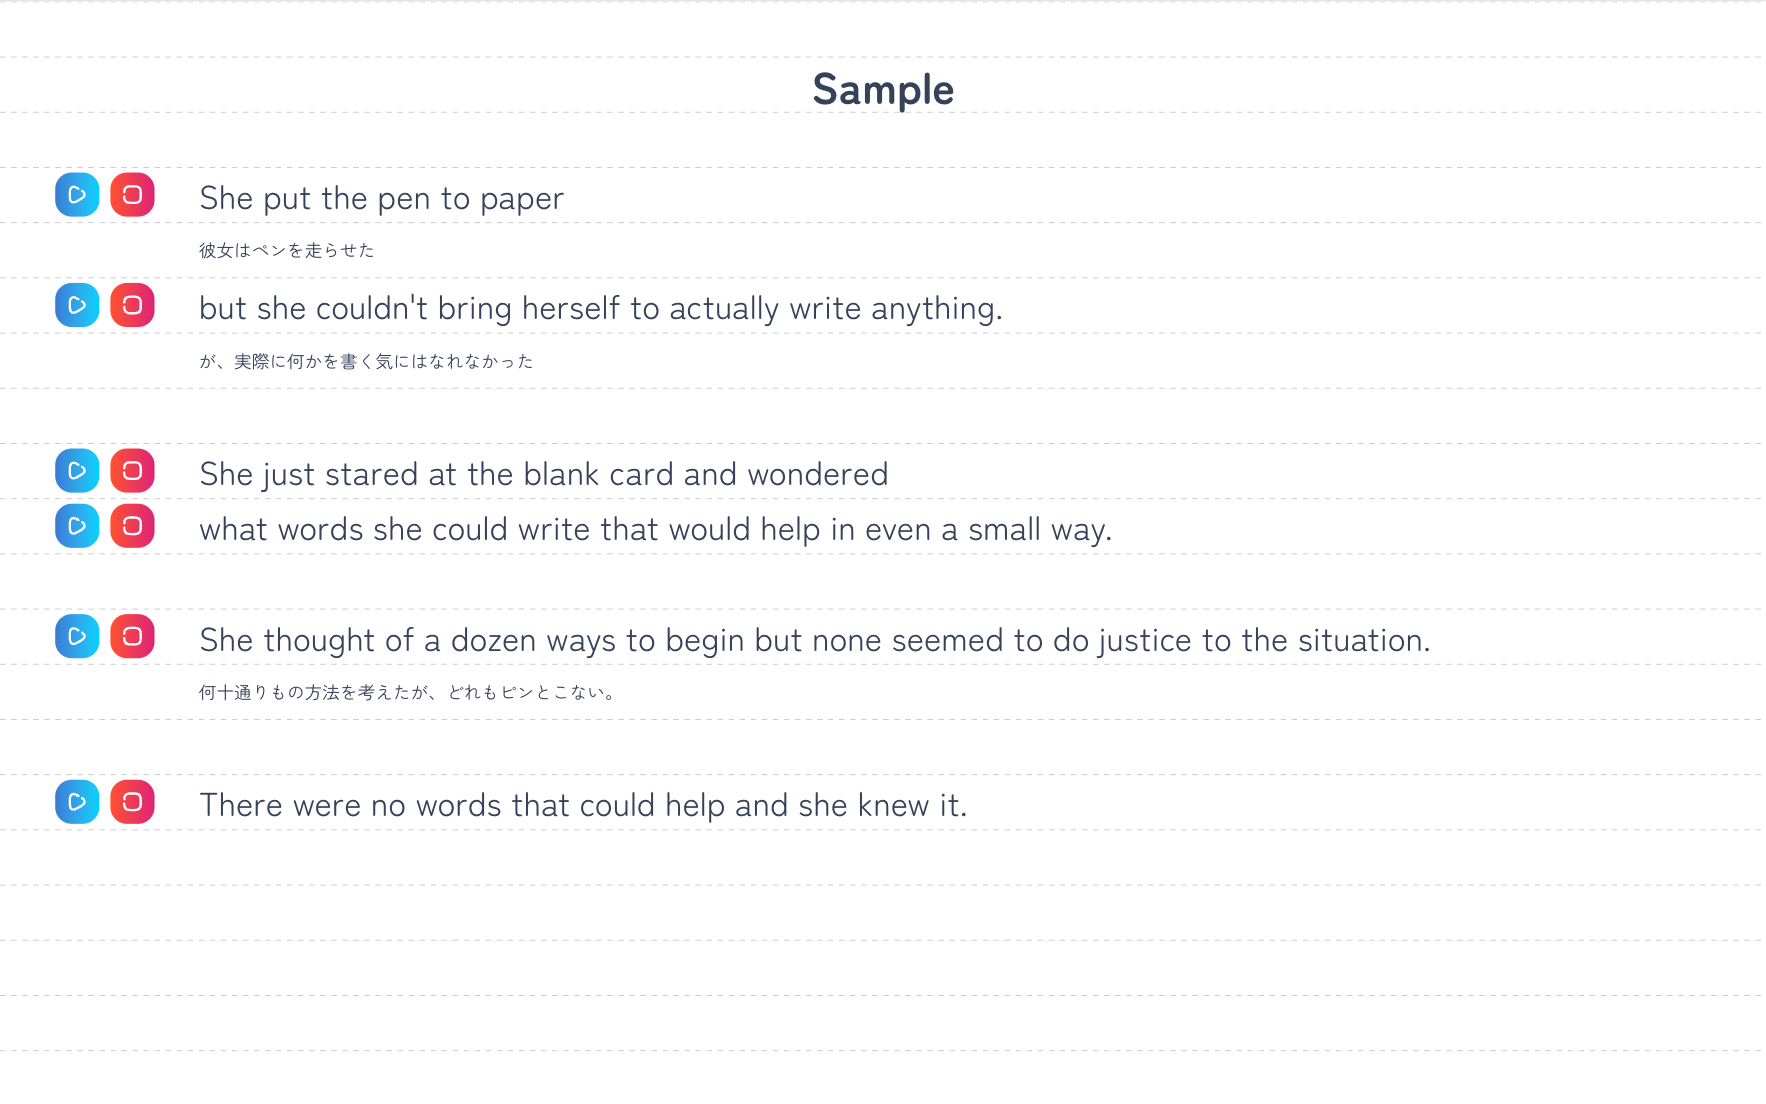 Sample
She put the pen to paper
彼女はペンを走らせた
but she couldn't bring herself to actually write anything.
が、実際に何かを書く気にはなれなかった
She just stared at the blank card and wondered
what words she could write that would help in even a small way.
She thought of a dozen ways to begin but none seemed to do justice to the situation.
何十通りもの方法を考えたが、どれもピンとこない。
There were no words that could help and she knew it.